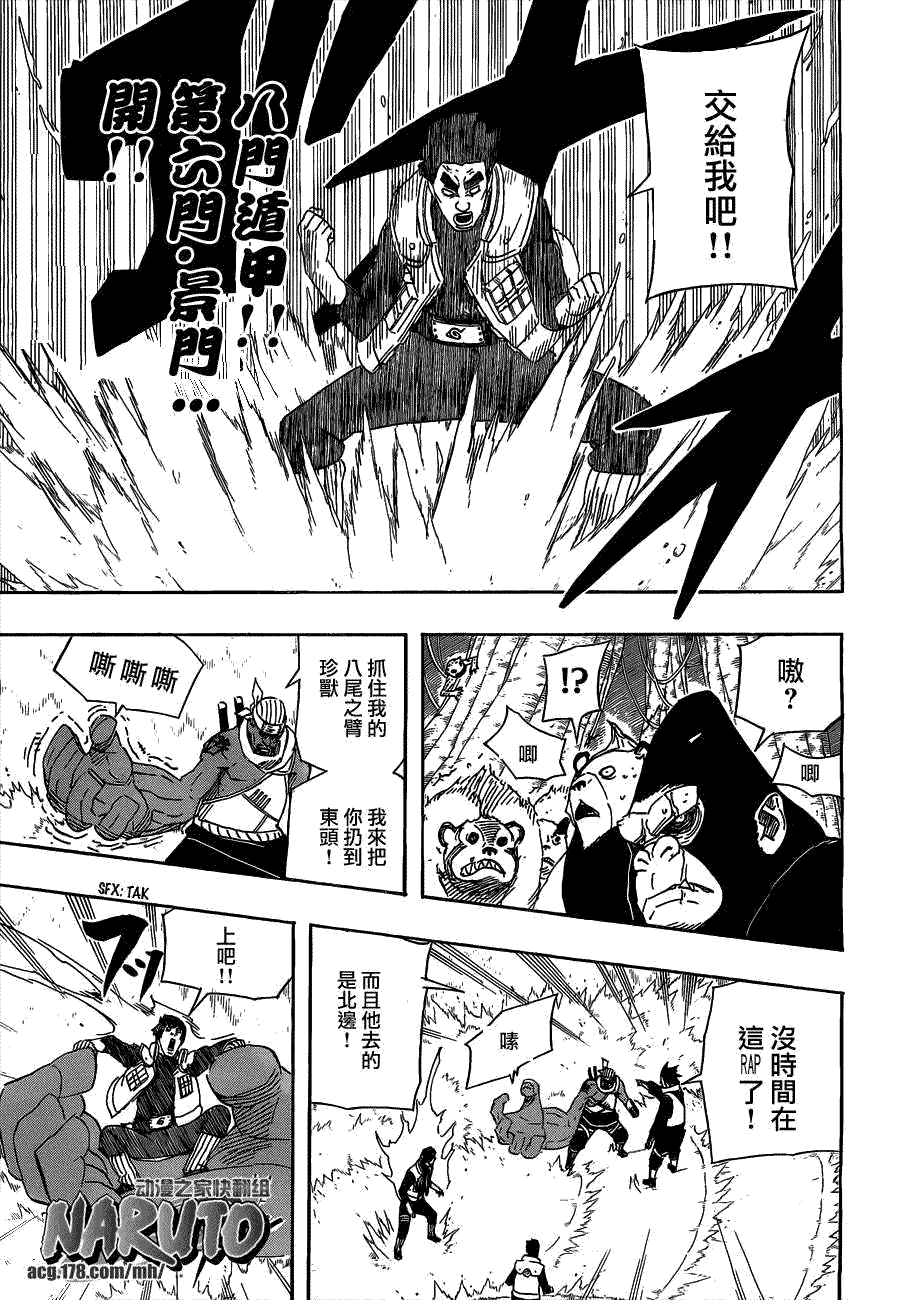 交給我吧!!
八門遁甲!!
第六門·景門…
開!!
嗷?
!?
唧
唧
抓住我的
八尾之臂
珍獸
我來把
你扔到
東頭!
嘶嘶嘶
SFX: TAK
沒時間在
這RAP
了!
嗉
而且他去的
是北邊!
上吧!!
ブッ
动漫之家快翻组
NARUTO
acg.178.com/mh/